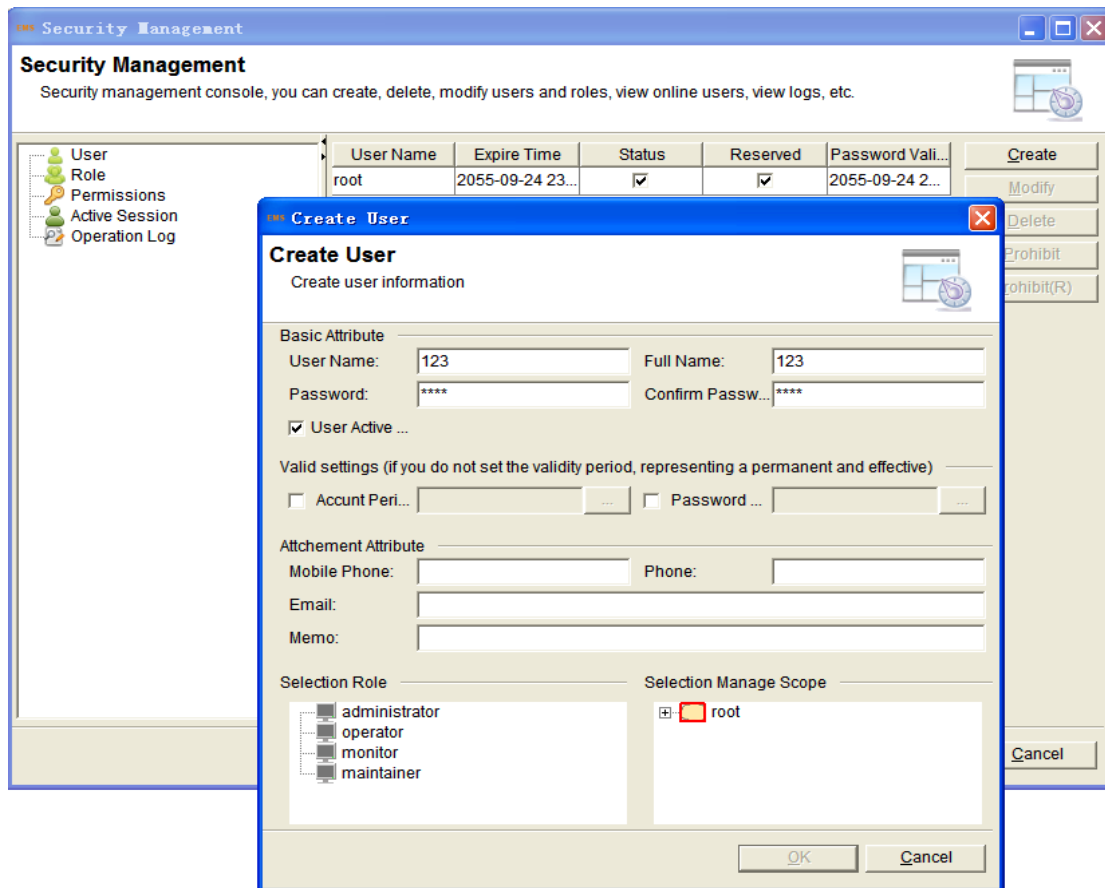 EMS Security Management
Security Management
Security management console, you can create, delete, modify users and roles, view online users, view logs, etc.
User
Role
Permissions
Active Session
Operation Log
User Name Expire Time Status Reserved Password Vali...
root 2055-09-24 23... 2055-09-24 2...
Create
Modify
Delete
Prohibit
rohibit(R)
Cancel
EMS Create User
Create User
Create user information
Basic Attribute
User Name: 123 Full Name: 123
Password: **** Confirm Passw... ****
User Active ...
Valid settings (if you do not set the validity period, representing a permanent and effective)
Accunt Peri... ... Password ... ...
Attchement Attribute
Mobile Phone: Phone:
Email:
Memo:
Selection Role Selection Manage Scope
administrator root
operator
monitor
maintainer
OK Cancel